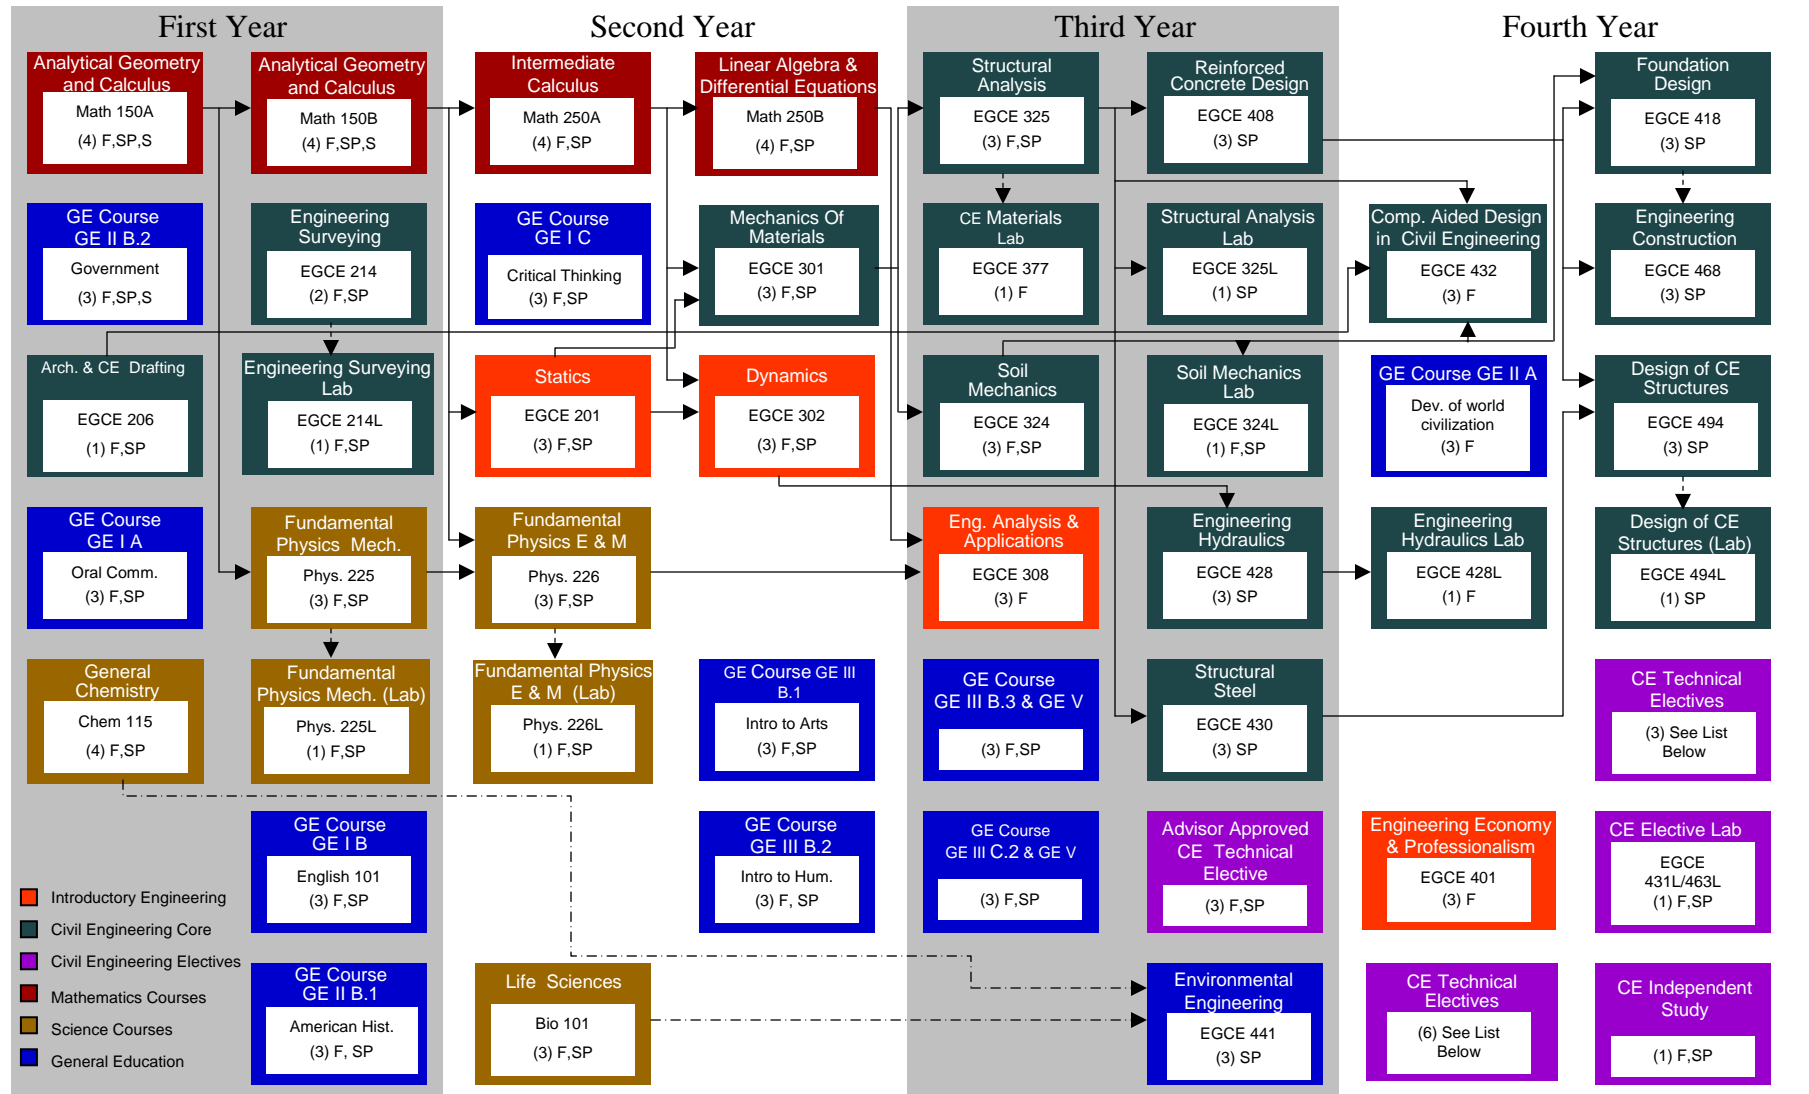 First Year
Second Year
Third Year
Fourth Year
Analytical Geometry
and Calculus
Math 150A
(4) F,SP,S
Analytical Geometry
and Calculus
Math 150B
(4) F,SP,S
Intermediate
Calculus
Math 250A
(4) F,SP
Linear Algebra &
Differential Equations
Math 250B
(4) F,SP
Structural
Analysis
EGCE 325
(3) F,SP
Reinforced
Concrete Design
EGCE 408
(3) SP
Foundation
Design
EGCE 418
(3) SP
GE Course
GE II B.2
Government
(3) F,SP,S
Engineering
Surveying
EGCE 214
(2) F,SP
GE Course
GE I C
Critical Thinking
(3) F,SP
Mechanics Of
Materials
EGCE 301
(3) F,SP
CE Materials
Lab
EGCE 377
(1) F
Structural Analysis
Lab
EGCE 325L
(1) SP
Comp. Aided Design
in Civil Engineering
EGCE 432
(3) F
Engineering
Construction
EGCE 468
(3) SP
Arch. & CE Drafting
EGCE 206
(1) F,SP
Engineering Surveying
Lab
EGCE 214L
(1) F,SP
Statics
EGCE 201
(3) F,SP
Dynamics
EGCE 302
(3) F,SP
Soil
Mechanics
EGCE 324
(3) F,SP
Soil Mechanics
Lab
EGCE 324L
(1) F,SP
GE Course GE II A
Dev. of world
civilization
(3) F
Design of CE
Structures
EGCE 494
(3) SP
GE Course
GE I A
Oral Comm.
(3) F,SP
Fundamental
Physics Mech.
Phys. 225
(3) F,SP
Fundamental
Physics E & M
Phys. 226
(3) F,SP
Eng. Analysis &
Applications
EGCE 308
(3) F
Engineering
Hydraulics
EGCE 428
(3) SP
Engineering
Hydraulics Lab
EGCE 428L
(1) F
Design of CE
Structures (Lab)
EGCE 494L
(1) SP
General
Chemistry
Chem 115
(4) F,SP
Fundamental
Physics Mech. (Lab)
Phys. 225L
(1) F,SP
Fundamental Physics
E & M (Lab)
Phys. 226L
(1) F,SP
GE Course GE III
B.1
Intro to Arts
(3) F,SP
GE Course
GE III B.3 & GE V
(3) F,SP
Structural
Steel
EGCE 430
(3) SP
CE Technical
Electives
(3) See List
Below
GE Course
GE I B
English 101
(3) F,SP
GE Course
GE III B.2
Intro to Hum.
(3) F, SP
GE Course
GE III C.2 & GE V
(3) F,SP
Advisor Approved
CE Technical
Elective
(3) F,SP
Engineering Economy
& Professionalism
EGCE 401
(3) F
CE Elective Lab
EGCE
431L/463L
(1) F,SP
Introductory Engineering
Civil Engineering Core
Civil Engineering Electives
Mathematics Courses
Science Courses
General Education
GE Course
GE II B.1
American Hist.
(3) F, SP
Life Sciences
Bio 101
(3) F,SP
Environmental
Engineering
EGCE 441
(3) SP
CE Technical
Electives
(6) See List
Below
CE Independent
Study
(1) F,SP